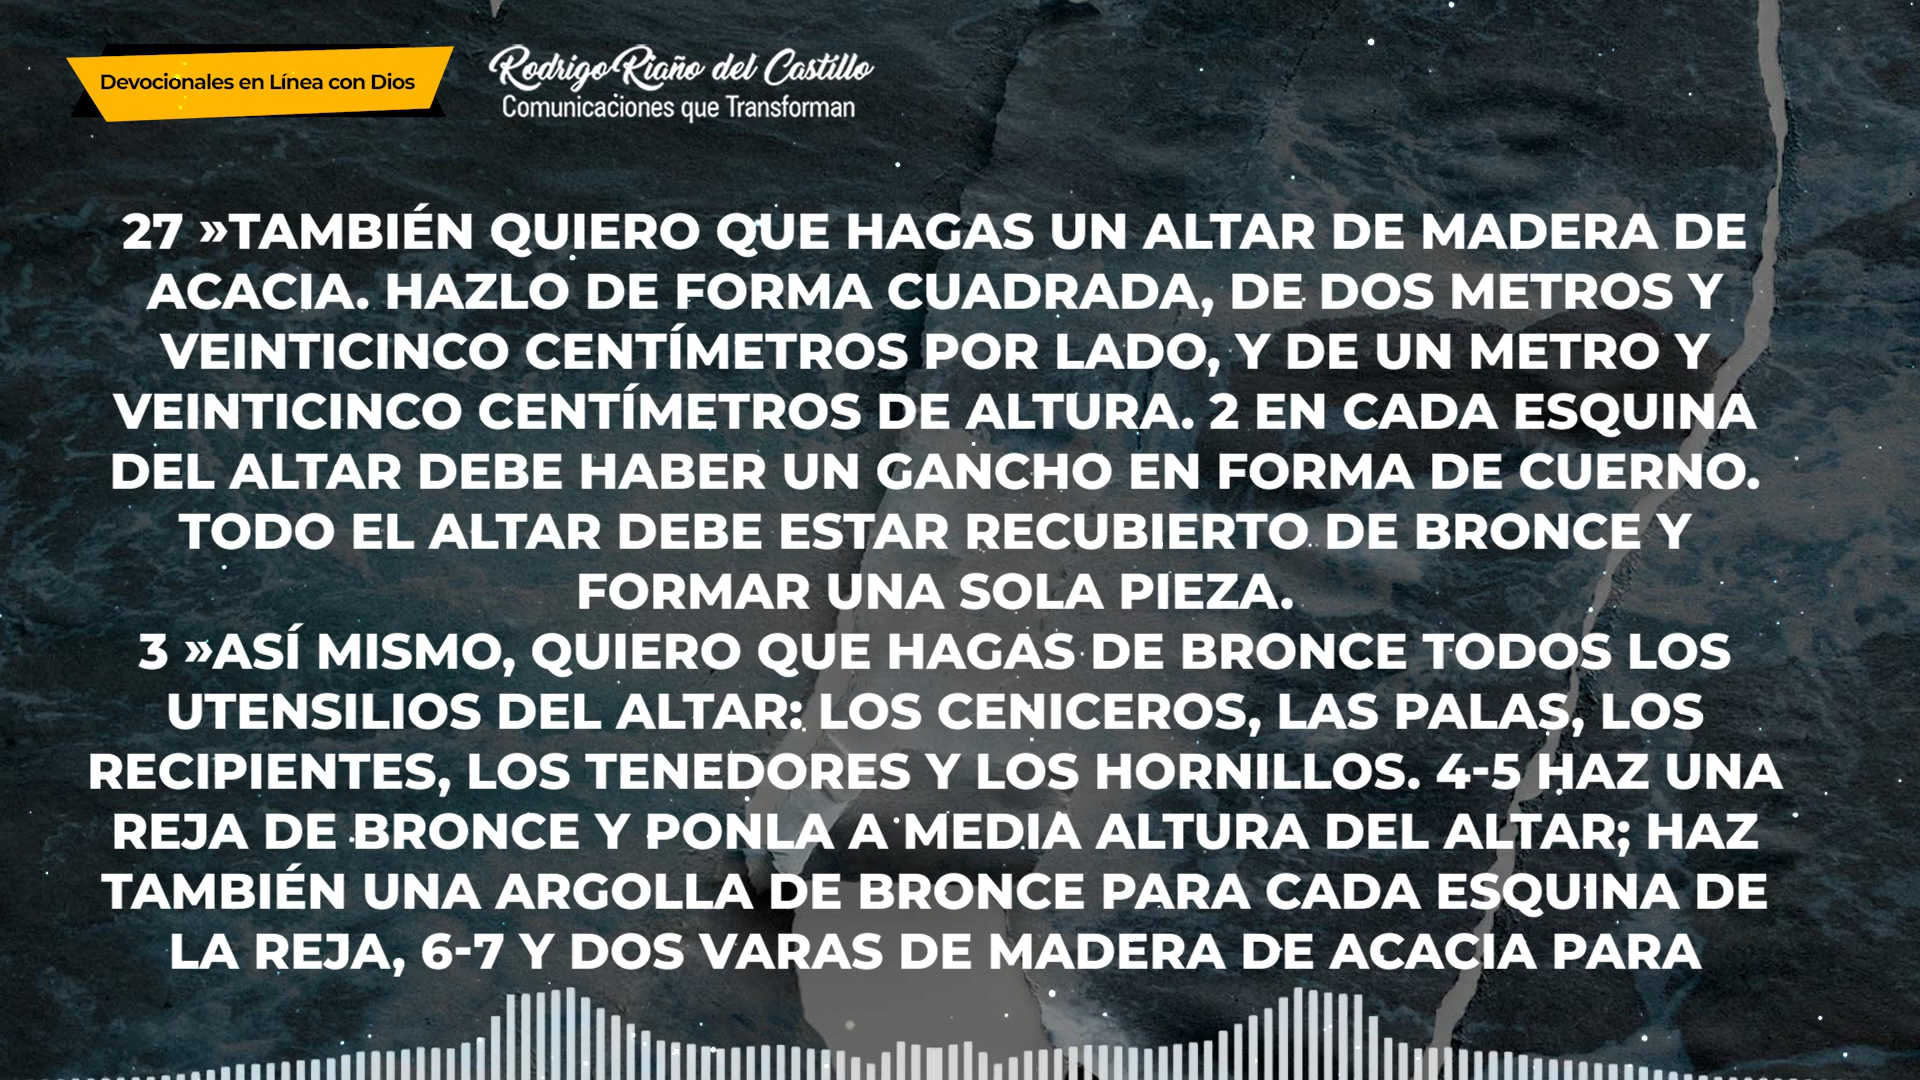 Devocionales en Línea con Dios
Rodrigo Riaño del Castillo
Comunicaciones que Transforman
27 »TAMBIÉN QUIERO QUE HAGAS UN ALTAR DE MADERA DE
ACACIA. HAZLO DE FORMA CUADRADA, DE DOS METROS Y
VEINTICINCO CENTÍMETROS POR LADO, Y DE UN METRO Y
VEINTICINCO CENTÍMETROS DE ALTURA. 2 EN CADA ESQUINA
DEL ALTAR DEBE HABER UN GANCHO EN FORMA DE CUERNO.
TODO EL ALTAR DEBE ESTAR RECUBIERTO DE BRONCE Y
FORMAR UNA SOLA PIEZA.
3 »ASÍ MISMO, QUIERO QUE HAGAS DE BRONCE TODOS LOS
UTENSILIOS DEL ALTAR: LOS CENICEROS, LAS PALAS, LOS
RECIPIENTES, LOS TENEDORES Y LOS HORNILLOS. 4-5 HAZ UNA
REJA DE BRONCE Y PONLA A MEDIA ALTURA DEL ALTAR; HAZ
TAMBIÉN UNA ARGOLLA DE BRONCE PARA CADA ESQUINA DE
LA REJA, 6-7 Y DOS VARAS DE MADERA DE ACACIA PARA